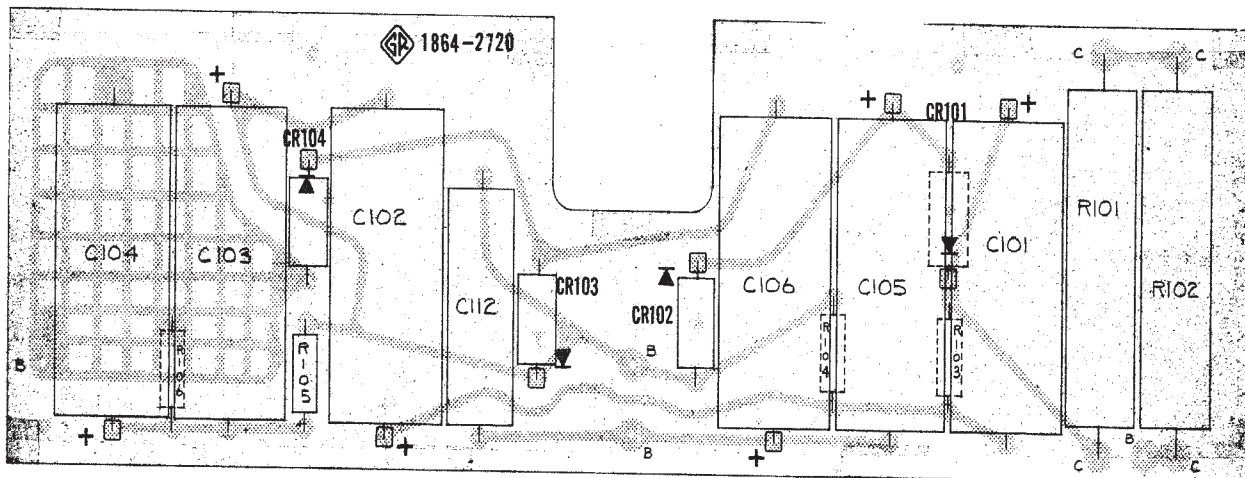 GR 1864-2720
C C
+ + CR101 +
CR104
C104 C103 C102 C112 CR103 CR102 C106 C105 C101 R101 R102
B R106 R105 B R104 R103
+ + B + C B C